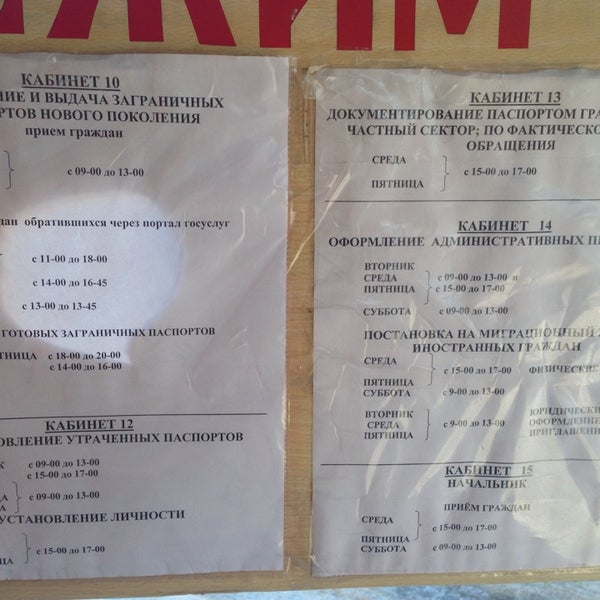 ЖИМ
КАБИНЕТ 10
НИЕ И ВЫДАЧА ЗАГРАНИЧНЫХ
РТОВ НОВОГО ПОКОЛЕНИЯ
прием граждан
с 09-00 до 13-00
дан обратившихся через портал госуслуг
с 11-00 до 18-00
с 14-00 до 16-45
с 13-00 до 13-45
ГОТОВЫХ ЗАГРАНИЧНЫХ ПАСПОРТОВ
ЯТНИЦА с 18-00 до 20-00
с 14-00 до 16-00
КАБИНЕТ 12
НОВЛЕНИЕ УТРАЧЕННЫХ ПАСПОРТОВ
с 09-00 до 13-00
с 15-00 до 17-00
с 09-00 до 13-00
УСТАНОВЛЕНИЕ ЛИЧНОСТИ
ЦА с 15-00 до 17-00
КАБИНЕТ 13
ДОКУМЕНТИРОВАНИЕ ПАСПОРТОМ ГРА
ЧАСТНЫЙ СЕКТОР; ПО ФАКТИЧЕСКО
ОБРАЩЕНИЯ
СРЕДА
с 15-00 до 17-00
ПЯТНИЦА
КАБИНЕТ 14
ОФОРМЛЕНИЕ АДМИНИСТРАТИВНЫХ П
ВТОРНИК
СРЕДА с 09-00 до 13-00 и
ПЯТНИЦА с 15-00 до 17-00
СУББОТА с 09-00 до 13-00
ПОСТАНОВКА НА МИГРАЦИОННЫЙ
ИНОСТРАННЫХ ГРАЖДАН
СРЕДА
с 15-00 до 17-00 ФИЗИЧЕСКИЕ
ПЯТНИЦА
СУББОТА с 9-00 до 13-00
ВТОРНИК ЮРИДИЧЕСКИ
СРЕДА с 9-00 до 13-00 ОФОРМЛЕНИЕ
ПЯТНИЦА ПРИГЛАШЕНИ
КАБИНЕТ 15
НАЧАЛЬНИК
ПРИЁМ ГРАЖДАН
СРЕДА
с 15-00 до 17-00
ПЯТНИЦА
СУББОТА с 09-00 до 13-00